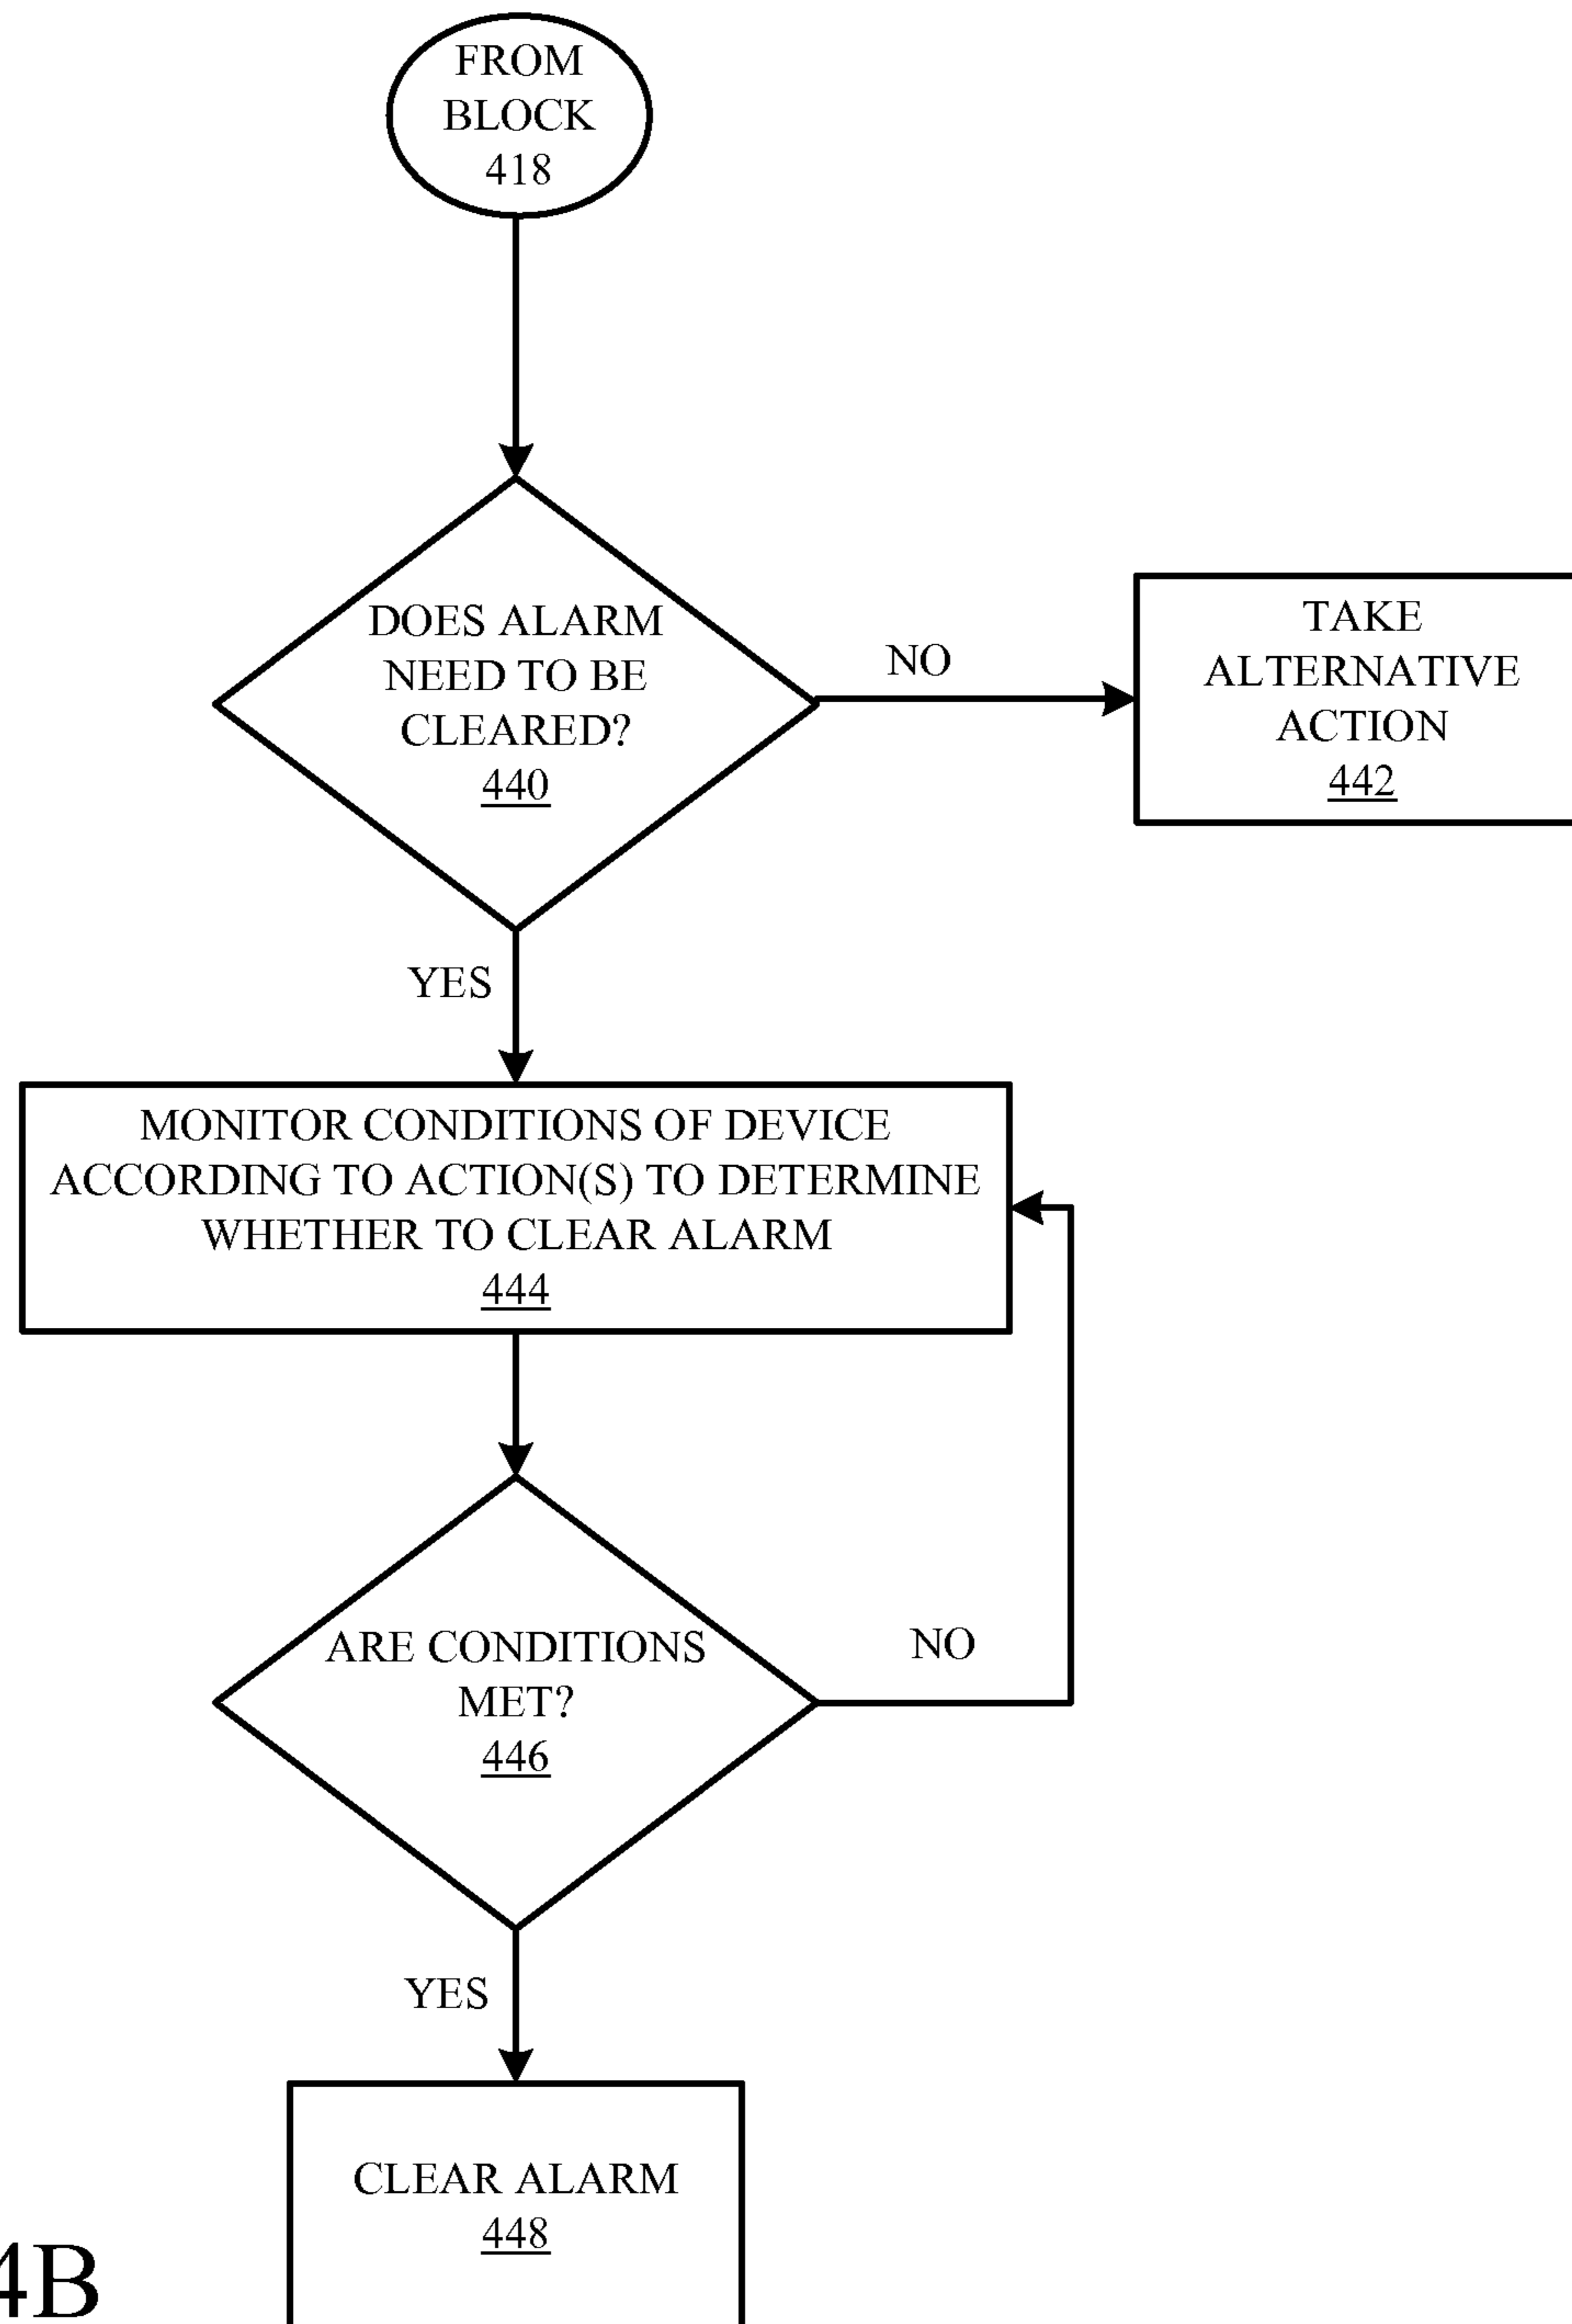 FROM
BLOCK
418
DOES ALARM
NEED TO BE
CLEARED?
440
NO
TAKE
ALTERNATIVE
ACTION
442
YES
MONITOR CONDITIONS OF DEVICE
ACCORDING TO ACTION(S) TO DETERMINE
WHETHER TO CLEAR ALARM
444
ARE CONDITIONS
MET?
446
NO
YES
CLEAR ALARM
448
4B